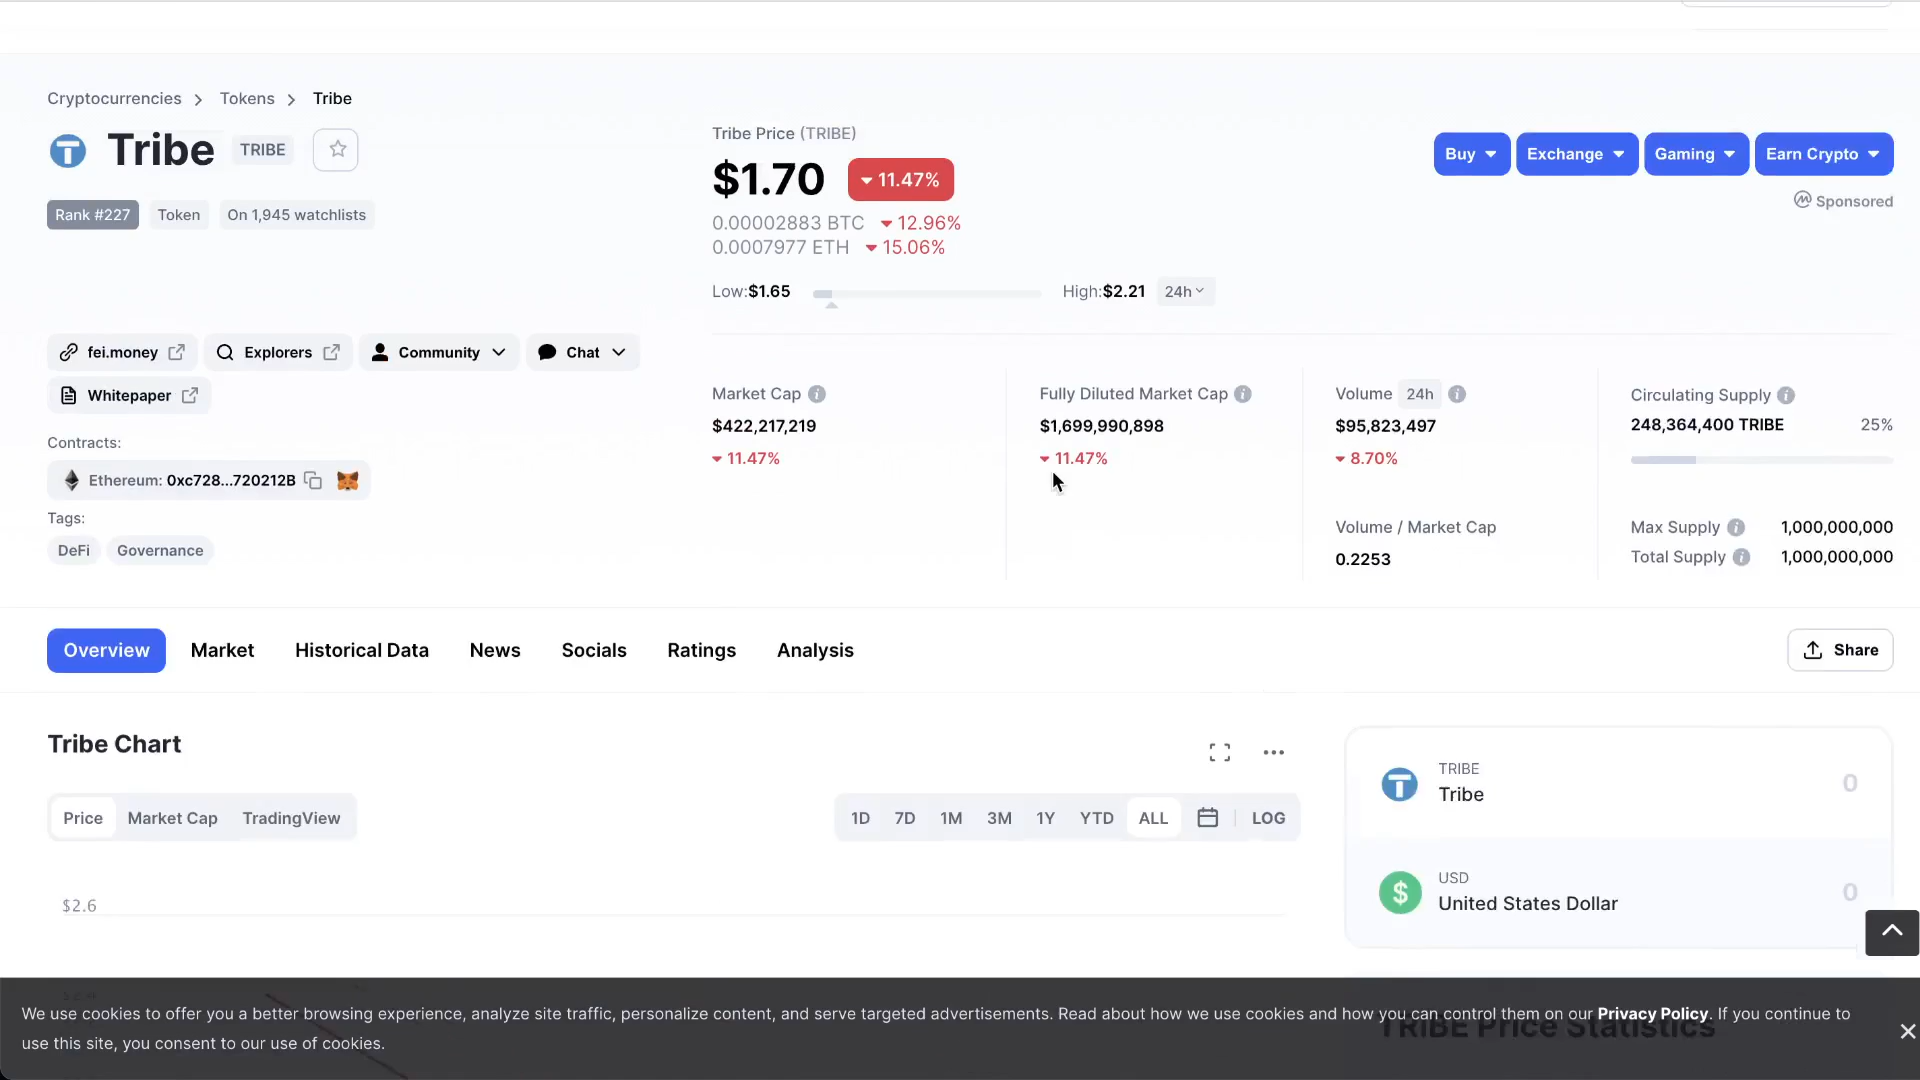 Cryptocurrencies > Tokens > Tribe
Tribe TRIBE
Rank #227 Token On 1,945 watchlists
Tribe Price (TRIBE)
$1.70 11.47%
0.00002883 BTC 12.96%
0.0007977 ETH 15.06%
Low:$1.65 High:$2.21 24h
Buy Exchange Gaming Earn Crypto
Sponsored
fei.money Explorers Community Chat
Whitepaper
Contracts:
Ethereum: 0xc728...720212B
Tags:
DeFi Governance
Market Cap
$422,217,219
11.47%
Fully Diluted Market Cap
$1,699,990,898
11.47%
Volume 24h
$95,823,497
8.70%
Volume / Market Cap
0.2253
Circulating Supply
248,364,400 TRIBE 25%
Max Supply 1,000,000,000
Total Supply 1,000,000,000
Overview Market Historical Data News Socials Ratings Analysis
Share
Tribe Chart
Price Market Cap TradingView
1D 7D 1M 3M 1Y YTD ALL LOG
$2.6
TRIBE
Tribe 0
USD
United States Dollar 0
TRIBE Price Statistics
We use cookies to offer you a better browsing experience, analyze site traffic, personalize content, and serve targeted advertisements. Read about how we use cookies and how you can control them on our Privacy Policy. If you continue to
use this site, you consent to our use of cookies.